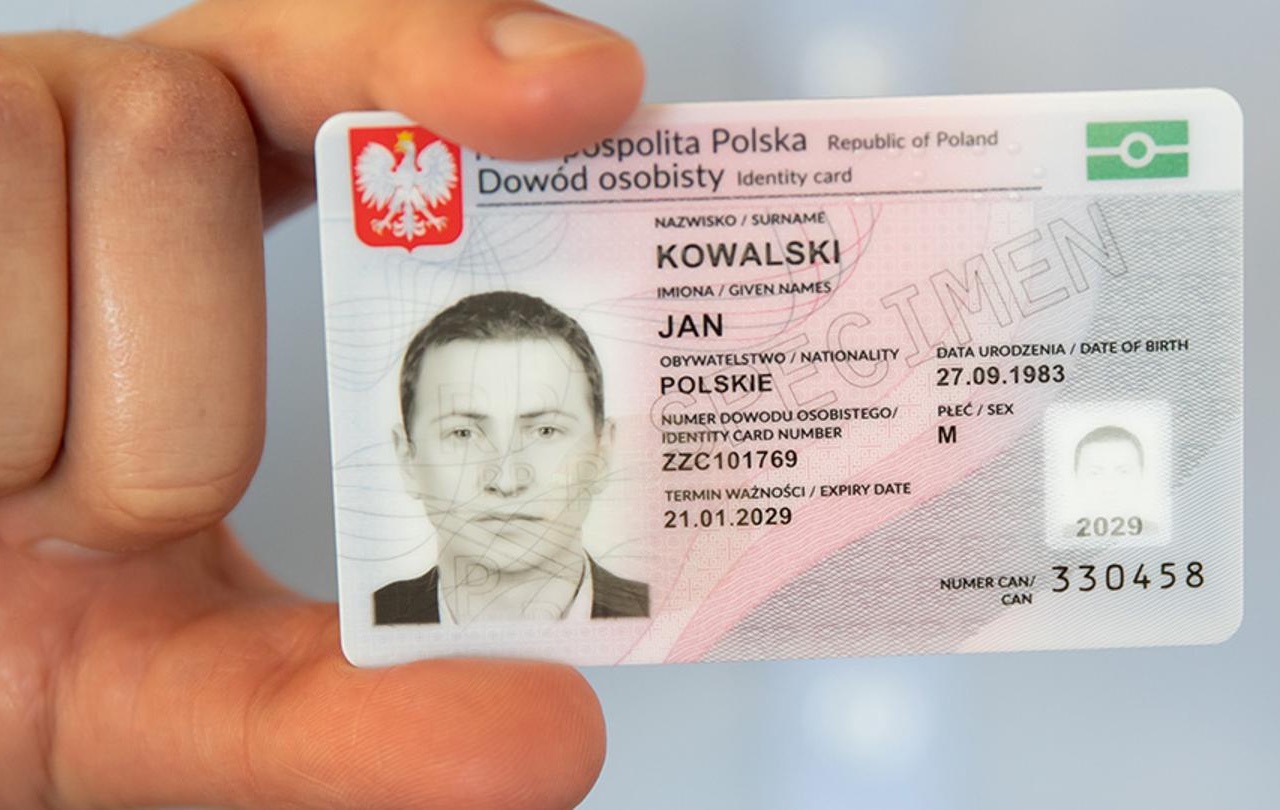 Polska Republic of Poland
Dowód osobisty Identity card
NAZWISKO / SURNAME
KOWALSKI
IMIONA / GIVEN NAMES
JAN
OBYWATELSTWO / NATIONALITY
POLSKIE
DATA URODZENIA / DATE OF BIRTH
27.09.1983
NUMER DOWODU OSOBISTEGO/
IDENTITY CARD NUMBER
ZZC101769
PŁEĆ / SEX
M
TERMIN WAŻNOŚCI / EXPIRY DATE
21.01.2029
2029
NUMER CAN/
CAN
330458
SPECIMEN